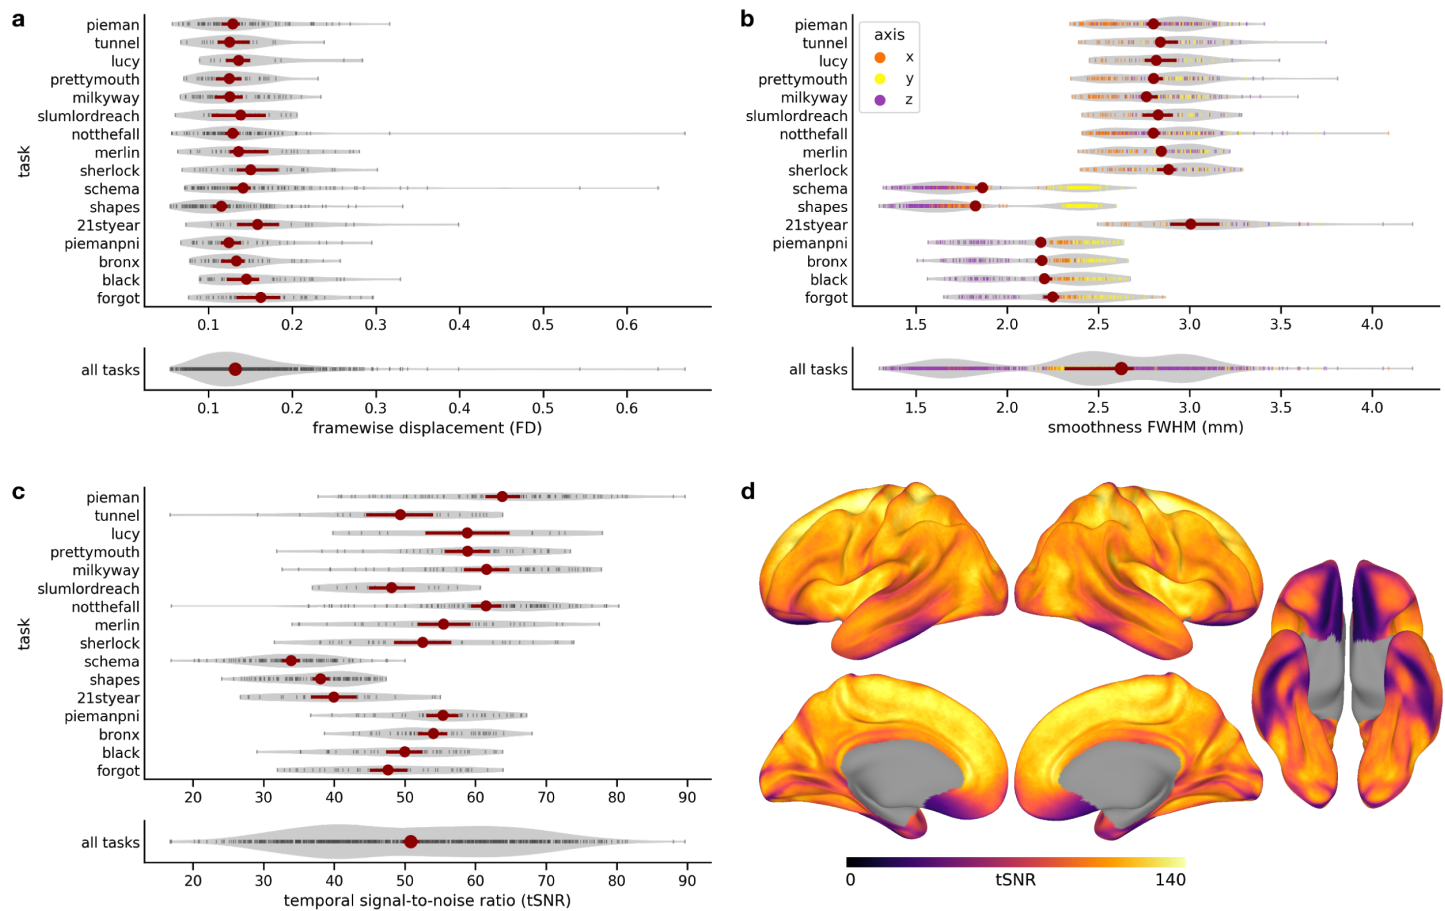 a
task
pieman
tunnel
lucy
prettymouth
milkyway
slumlordreach
notthefall
merlin
sherlock
schema
shapes
21styear
piemanpni
bronx
black
forgot
0.1 0.2 0.3 0.4 0.5 0.6
all tasks
0.1 0.2 0.3 0.4 0.5 0.6
framewise displacement (FD)
b
axis
x
y
z
pieman
tunnel
lucy
prettymouth
milkyway
slumlordreach
notthefall
merlin
sherlock
schema
shapes
21styear
piemanpni
bronx
black
forgot
1.5 2.0 2.5 3.0 3.5 4.0
all tasks
1.5 2.0 2.5 3.0 3.5 4.0
smoothness FWHM (mm)
c
task
pieman
tunnel
lucy
prettymouth
milkyway
slumlordreach
notthefall
merlin
sherlock
schema
shapes
21styear
piemanpni
bronx
black
forgot
20 30 40 50 60 70 80 90
all tasks
20 30 40 50 60 70 80 90
temporal signal-to-noise ratio (tSNR)
d
0 tSNR 140